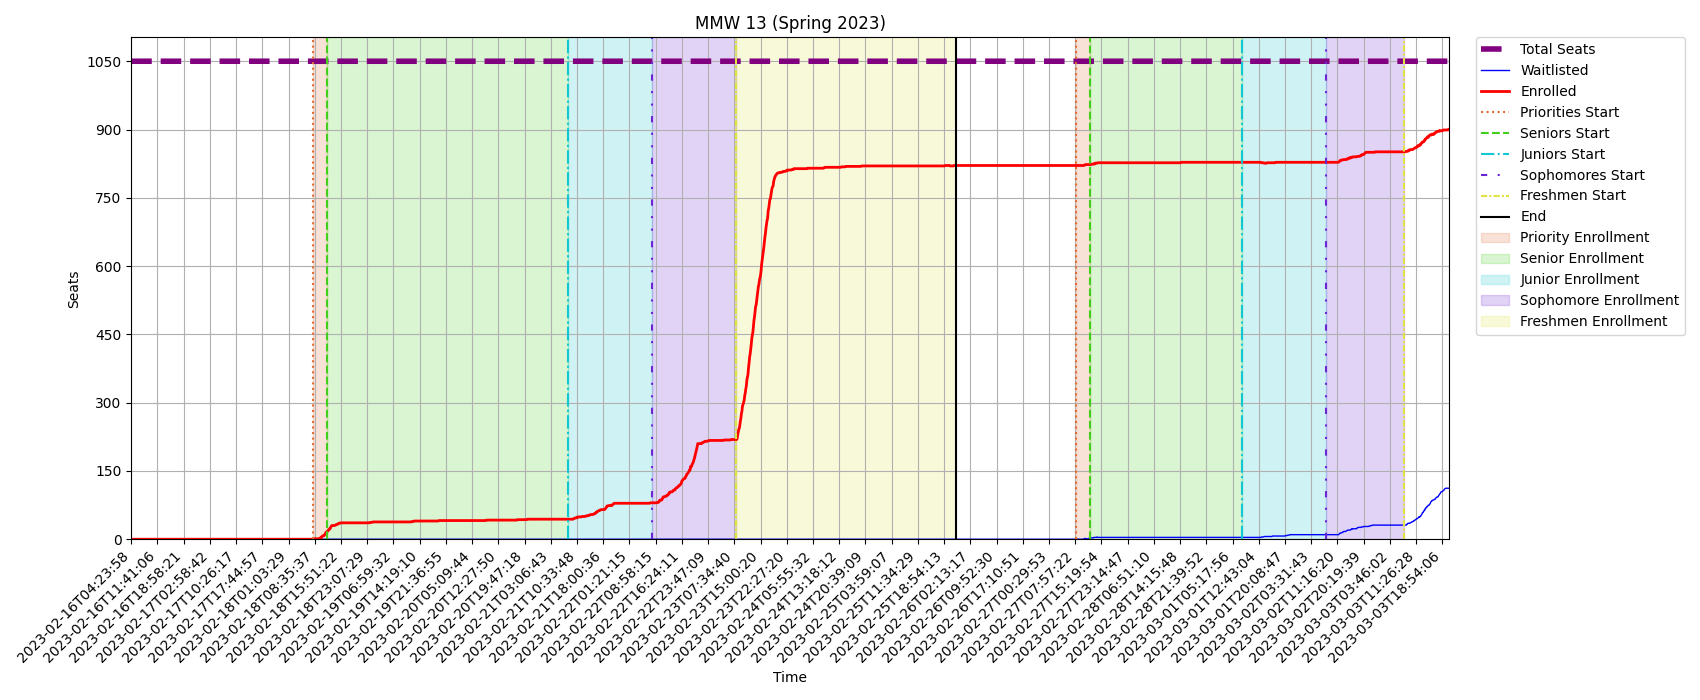 MMW 13 (Spring 2023)
Seats
1050
900
750
600
450
300
150
0
2023-02-16T04:23:58
2023-02-16T11:41:06
2023-02-16T18:58:21
2023-02-17T02:58:42
2023-02-17T10:26:17
2023-02-17T17:44:57
2023-02-18T01:03:29
2023-02-18T08:35:37
2023-02-18T15:51:22
2023-02-18T23:07:29
2023-02-19T06:59:32
2023-02-19T14:19:10
2023-02-19T21:36:55
2023-02-20T05:09:44
2023-02-20T12:27:50
2023-02-20T19:47:18
2023-02-21T03:06:43
2023-02-21T10:33:48
2023-02-21T18:00:36
2023-02-22T01:21:15
2023-02-22T08:58:15
2023-02-22T16:24:11
2023-02-22T23:47:09
2023-02-23T07:34:40
2023-02-23T15:00:20
2023-02-23T22:27:20
2023-02-24T05:55:32
2023-02-24T13:18:12
2023-02-24T20:39:09
2023-02-25T03:59:07
2023-02-25T11:34:29
2023-02-25T18:54:13
2023-02-26T02:13:17
2023-02-26T09:52:30
2023-02-26T17:10:51
2023-02-27T00:29:53
2023-02-27T07:57:22
2023-02-27T15:19:54
2023-02-27T23:14:47
2023-02-28T06:51:10
2023-02-28T14:15:48
2023-02-28T21:39:52
2023-03-01T05:17:56
2023-03-01T12:43:04
2023-03-01T20:08:47
2023-03-02T03:31:43
2023-03-02T11:16:20
2023-03-02T20:19:39
2023-03-03T03:46:02
2023-03-03T11:26:28
2023-03-03T18:54:06
Time
Total Seats
Waitlisted
Enrolled
Priorities Start
Seniors Start
Juniors Start
Sophomores Start
Freshmen Start
End
Priority Enrollment
Senior Enrollment
Junior Enrollment
Sophomore Enrollment
Freshmen Enrollment